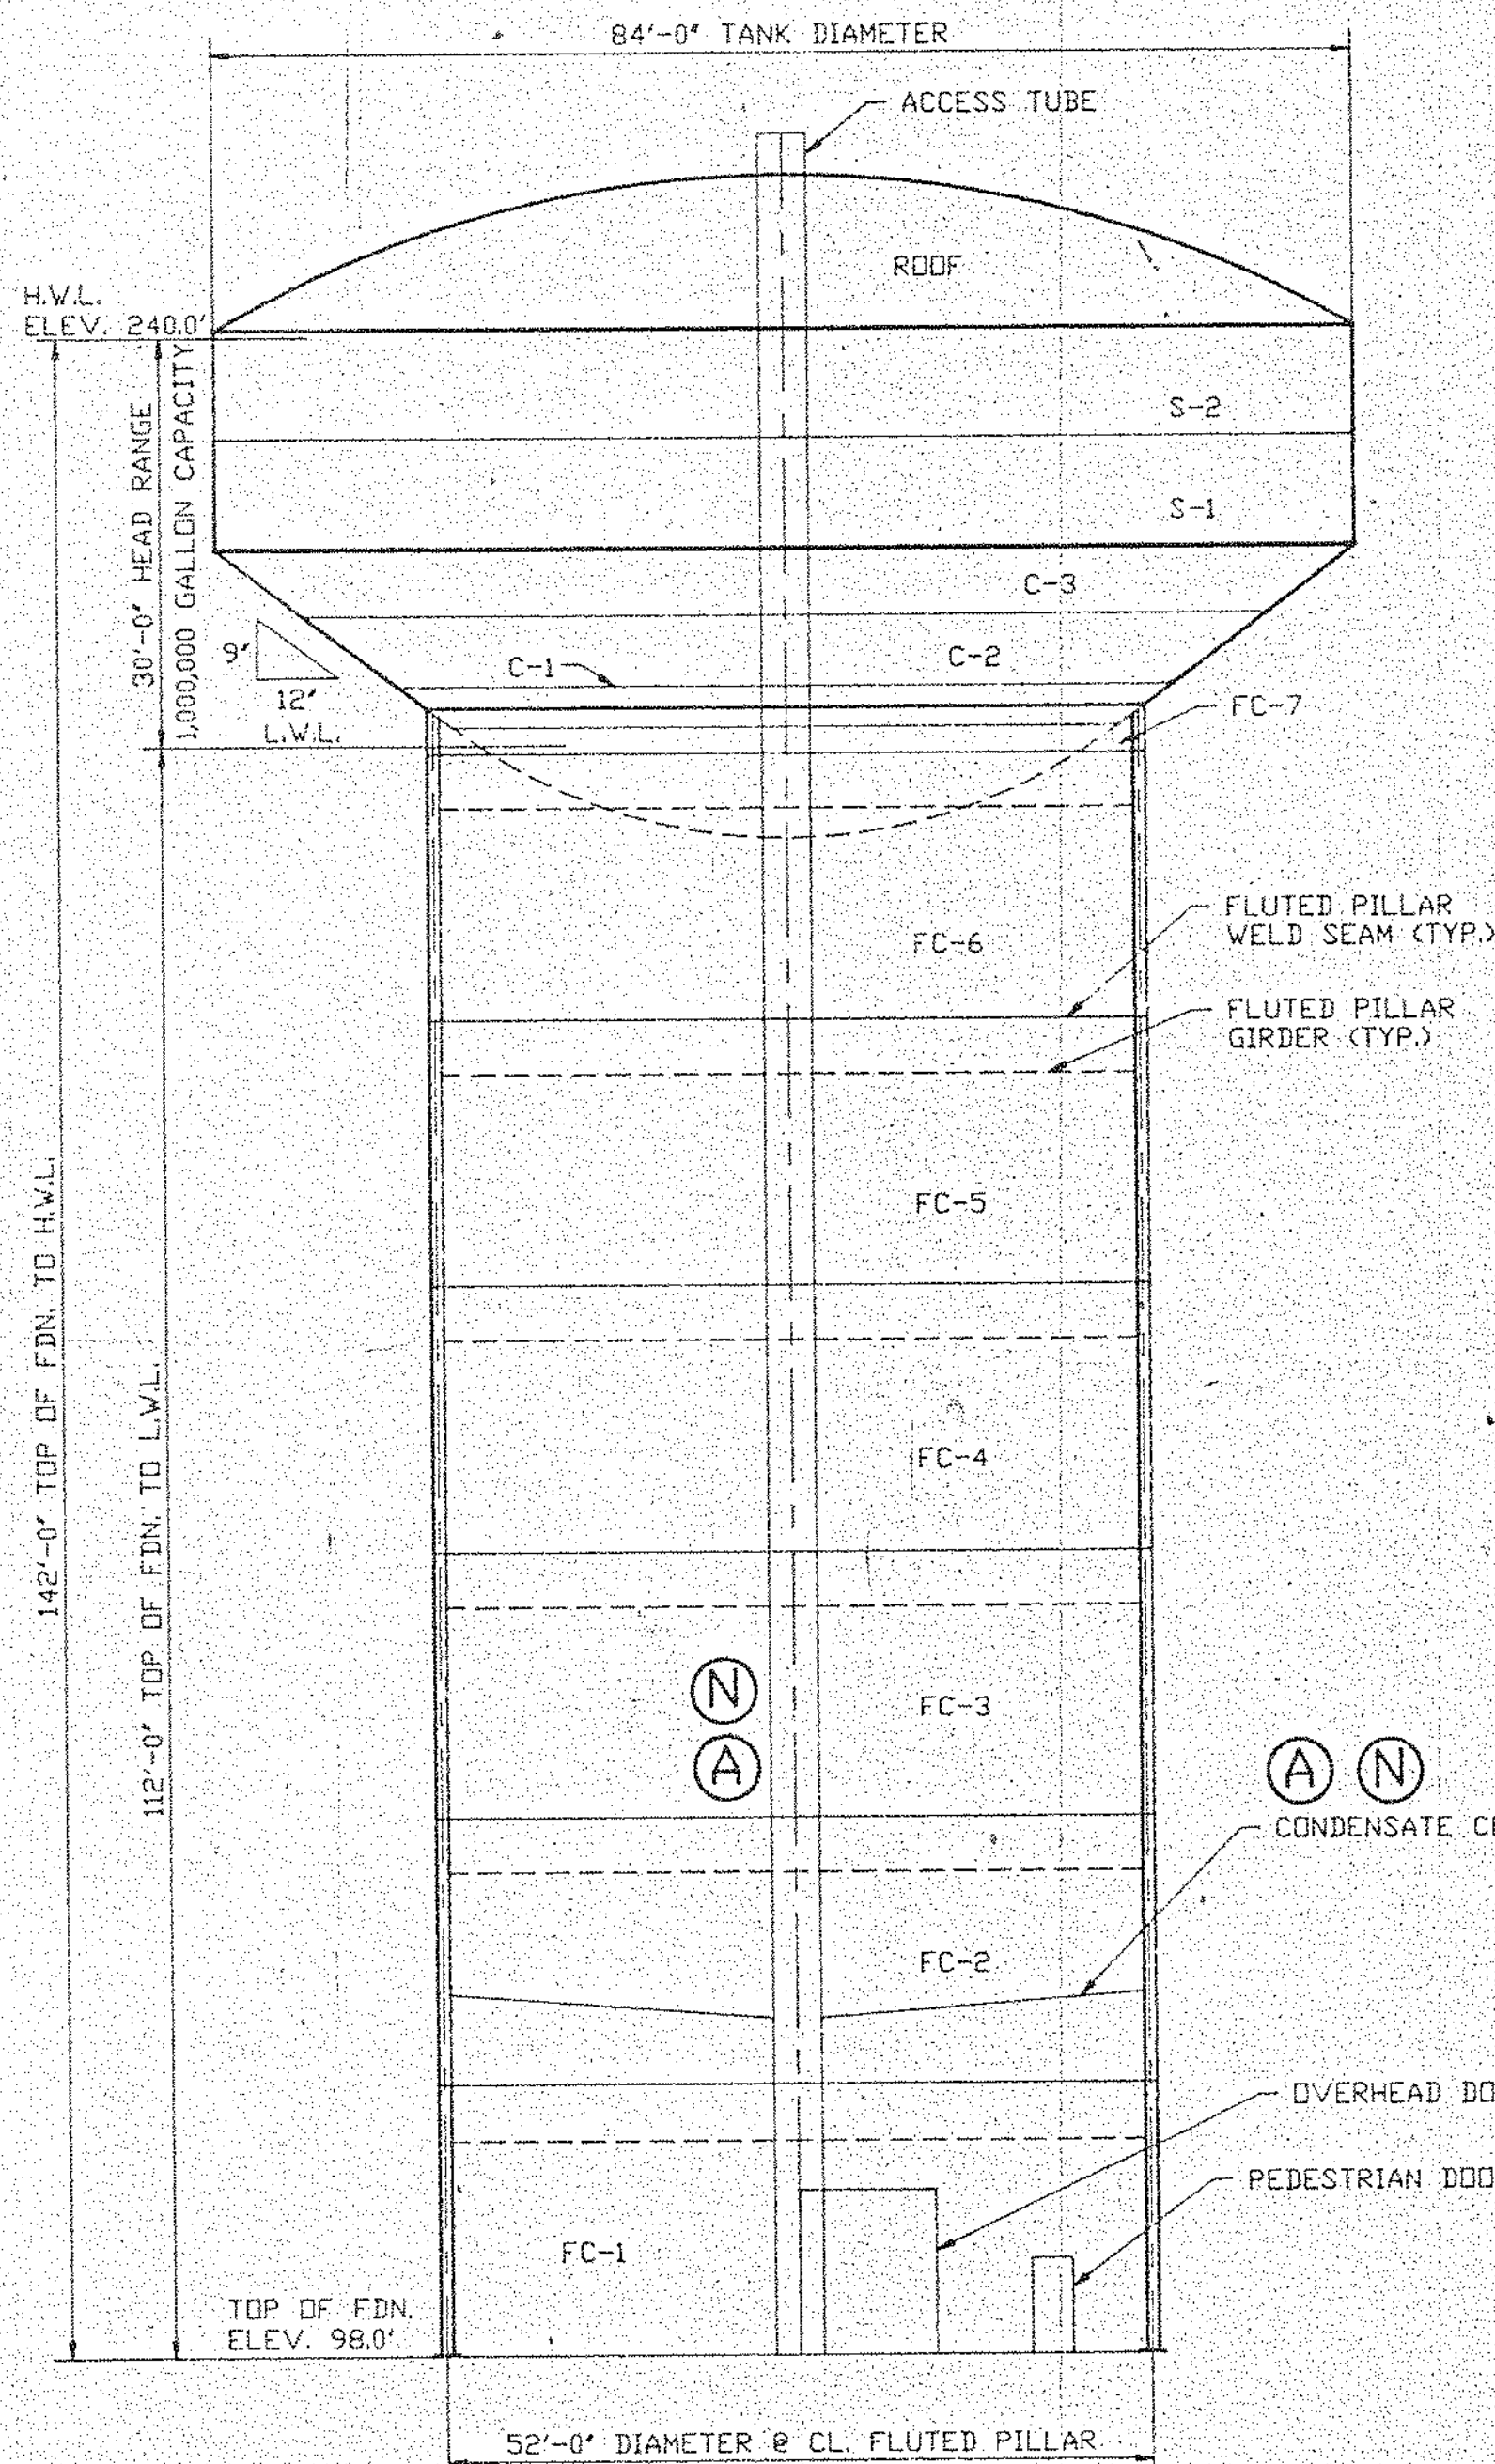 84'-0" TANK DIAMETER
ACCESS TUBE
ROOF
H.W.L.
ELEV. 240.0'
30'-0" HEAD RANGE
1,000,000 GALLON CAPACITY
S-2
S-1
C-3
9"
12"
C-1
C-2
L.W.L.
FC-7
FC-6
FLUTED PILLAR
WELD SEAM (TYP.)
FLUTED PILLAR
GIRDER (TYP.)
FC-5
142'-0" TOP OF FDN. TO H.W.L.
112'-0" TOP OF FDN. TO L.W.L.
FC-4
FC-3
N
A
A N
CONDENSATE
FC-2
OVERHEAD
PEDESTRIAN
FC-1
TOP OF FDN.
ELEV. 98.0'
52'-0" DIAMETER @ CL. FLUTED PILLAR